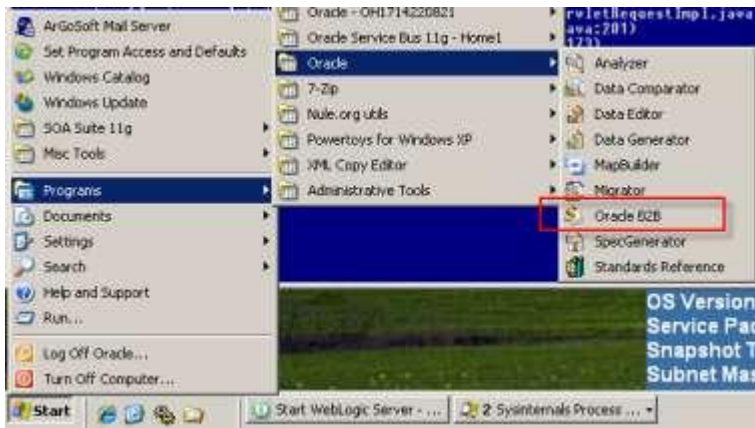 ArGoSoft Mail Server
Set Program Access and Defaults
Windows Catalog
Windows Update
SOA Suite 11g
Misc Tools
Programs
Documents
Settings
Search
Help and Support
Run...
Log Off Oracle...
Turn Off Computer...
Oracle - OH1714220821
Oracle Service Bus 11g - Home1
Oracle
7-Zip
Nule.org utils
Powertoys for Windows XP
XML Copy Editor
Administrative Tools
Analyzer
Data Comparator
Data Editor
Data Generator
MapBuilder
Migrator
Oracle B2B
SpecGenerator
Standards Reference
rvletRequestImpl.java
ava:201)
173)
OS Version
Service Pac
Snapshot T
Subnet Mas
Start
Start WebLogic Server - ...
2 Sysinternals Process ...